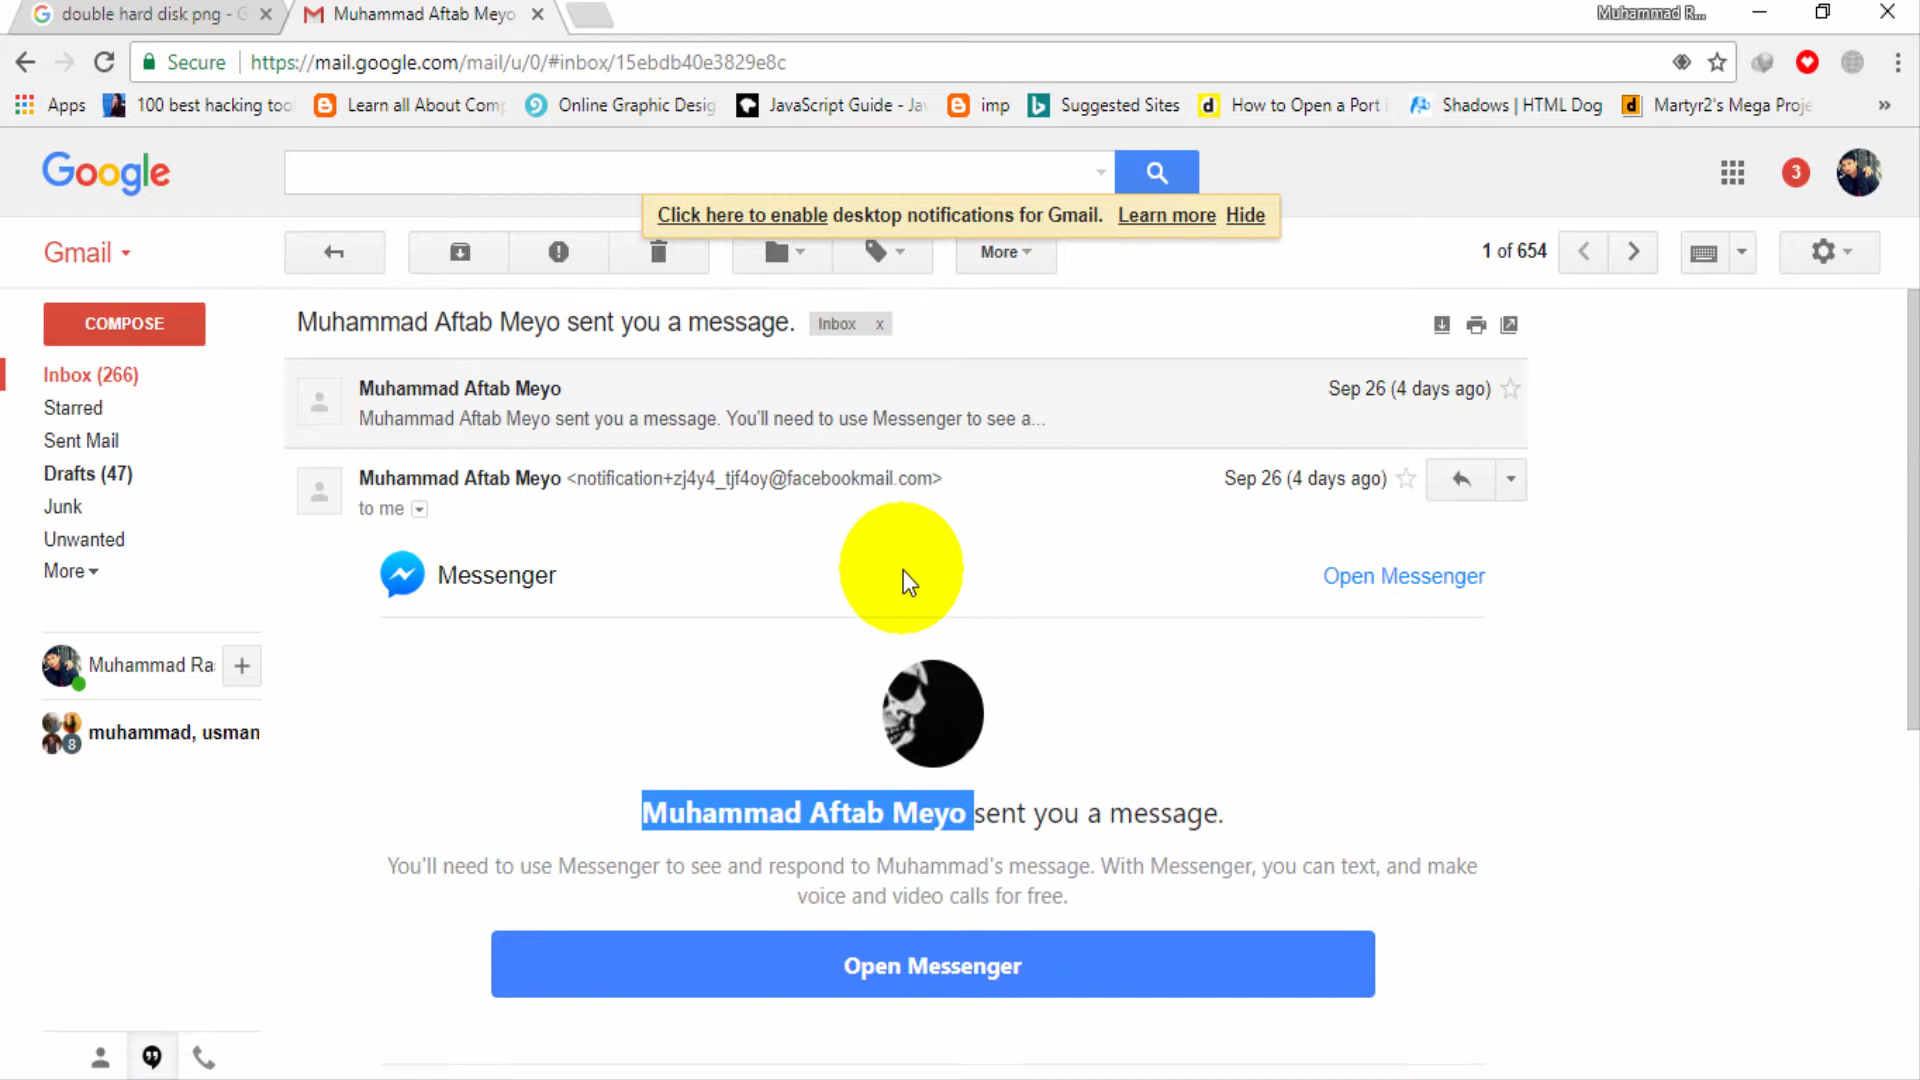 double hard disk png - G
Muhammad Aftab Meyo
Muhammad R...
Secure
https://mail.google.com/mail/u/0/#inbox/15ebdb40e3829e8c
Apps
100 best hacking tool
Learn all About Com
Online Graphic Desig
JavaScript Guide - Ja
imp
Suggested Sites
How to Open a Port i
Shadows | HTML Dog
Martyr2's Mega Proje
»
Google
3
Click here to enable desktop notifications for Gmail. Learn more Hide
Gmail
More
1 of 654
COMPOSE
Muhammad Aftab Meyo sent you a message.
Inbox x
Inbox (266)
Starred
Sent Mail
Drafts (47)
Junk
Unwanted
More
Muhammad Aftab Meyo
Sep 26 (4 days ago)
Muhammad Aftab Meyo sent you a message. You'll need to use Messenger to see a...
Muhammad Aftab Meyo <notification+zj4y4_tjf4oy@facebookmail.com>
Sep 26 (4 days ago)
to me
Messenger
Open Messenger
Muhammad Ra
+
muhammad, usman
8
Muhammad Aftab Meyo sent you a message.
You'll need to use Messenger to see and respond to Muhammad's message. With Messenger, you can text, and make
voice and video calls for free.
Open Messenger